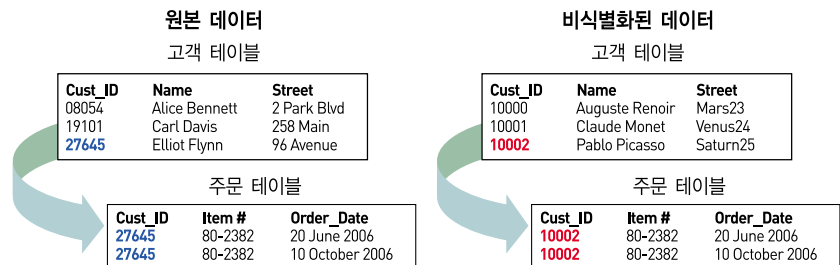 원본 데이터
고객 테이블
Cust_ID Name Street
08054 Alice Bennett 2 Park Blvd
19101 Carl Davis 258 Main
27645 Elliot Flynn 96 Avenue
주문 테이블
Cust_ID Item # Order_Date
27645 80-2382 20 June 2006
27645 80-2382 10 October 2006
비식별화된 데이터
고객 테이블
Cust_ID Name Street
10000 Auguste Renoir Mars23
10001 Claude Monet Venus24
10002 Pablo Picasso Saturn25
주문 테이블
Cust_ID Item # Order_Date
10002 80-2382 20 June 2006
10002 80-2382 10 October 2006